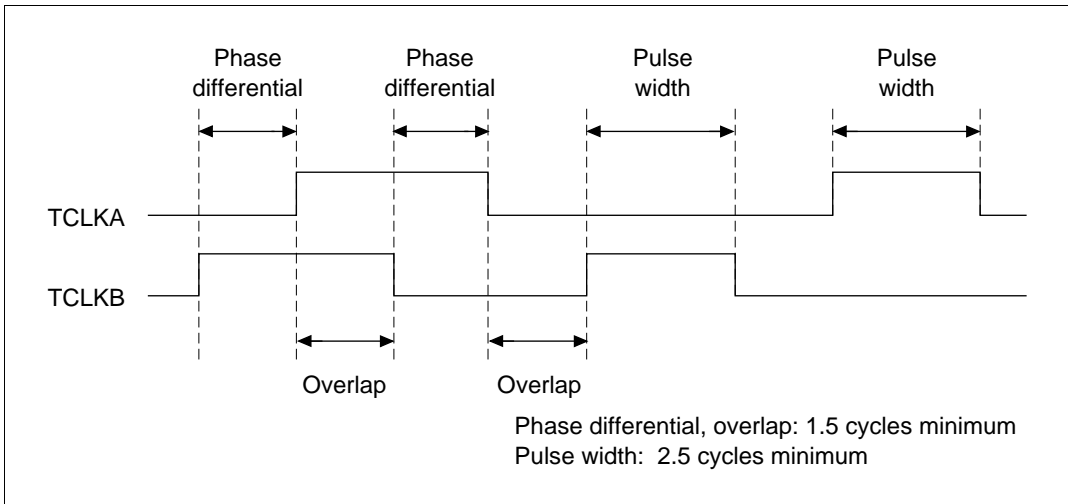 Phase
differential
Phase
differential
Pulse
width
Pulse
width
TCLKA
TCLKB
Overlap
Overlap
Phase differential, overlap: 1.5 cycles minimum
Pulse width: 2.5 cycles minimum